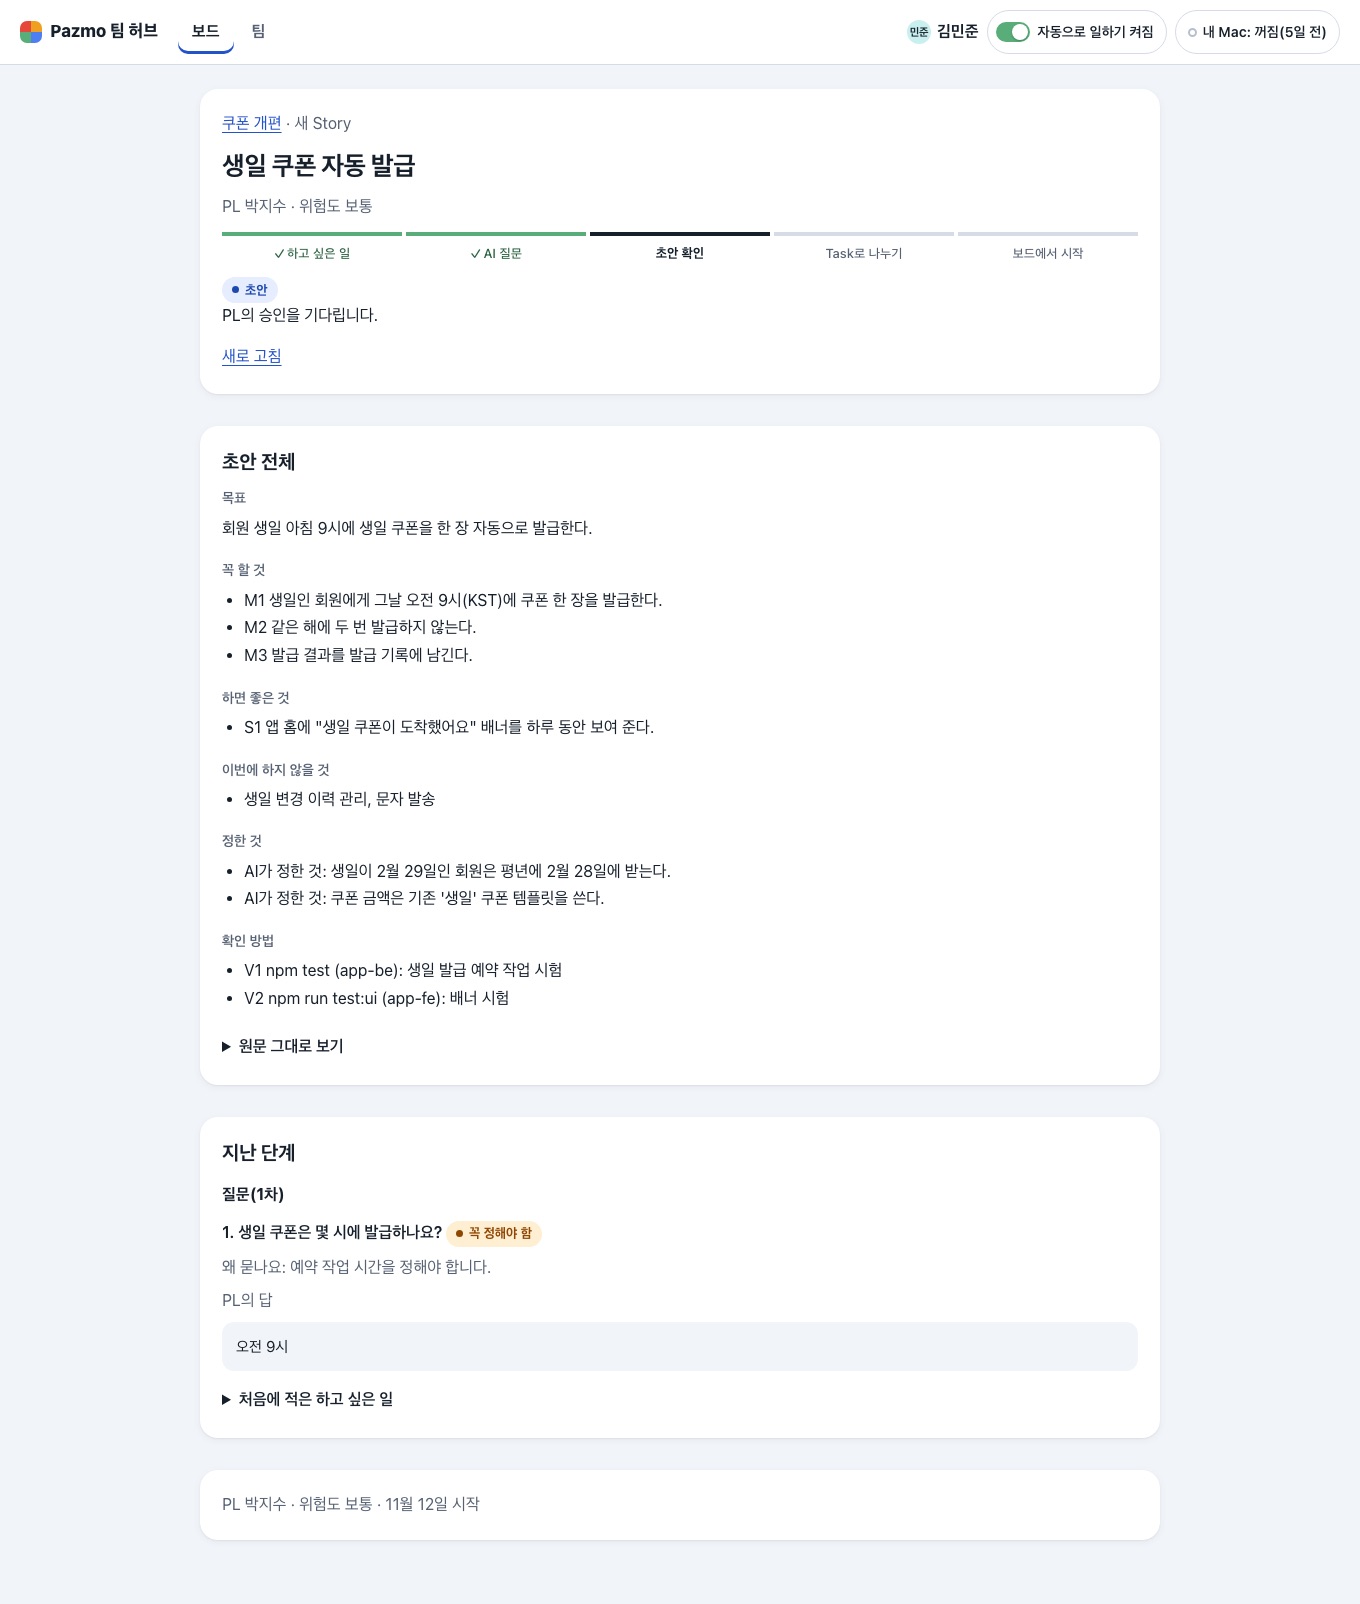 Pazmo 팀 허브
보드
팀
민준 김민준
자동으로 일하기 켜짐
내 Mac: 꺼짐(5일 전)
쿠폰 개편 · 새 Story
생일 쿠폰 자동 발급
PL 박지수 · 위험도 보통
✓ 하고 싶은 일
✓ AI 질문
초안 확인
Task로 나누기
보드에서 시작
초안
PL의 승인을 기다립니다.
새로 고침
초안 전체
목표
회원 생일 아침 9시에 생일 쿠폰을 한 장 자동으로 발급한다.
꼭 할 것
• M1 생일인 회원에게 그날 오전 9시(KST)에 쿠폰 한 장을 발급한다.
• M2 같은 해에 두 번 발급하지 않는다.
• M3 발급 결과를 발급 기록에 남긴다.
하면 좋은 것
• S1 앱 홈에 "생일 쿠폰이 도착했어요" 배너를 하루 동안 보여 준다.
이번에 하지 않을 것
• 생일 변경 이력 관리, 문자 발송
정한 것
• AI가 정한 것: 생일이 2월 29일인 회원은 평년에 2월 28일에 받는다.
• AI가 정한 것: 쿠폰 금액은 기존 '생일' 쿠폰 템플릿을 쓴다.
확인 방법
• V1 npm test (app-be): 생일 발급 예약 작업 시험
• V2 npm run test:ui (app-fe): 배너 시험
▶ 원문 그대로 보기
지난 단계
질문(1차)
1. 생일 쿠폰은 몇 시에 발급하나요? 꼭 정해야 함
왜 묻나요: 예약 작업 시간을 정해야 합니다.
PL의 답
오전 9시
▶ 처음에 적은 하고 싶은 일
PL 박지수 · 위험도 보통 · 11월 12일 시작